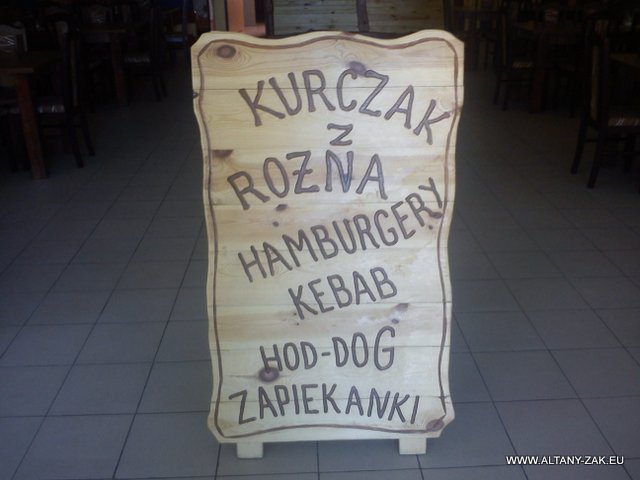 KURCZAK
Z
ROŻNA
HAMBURGERY
KEBAB
HOD-DOG
ZAPIEKANKI
WWW.ALTANY-ZAK.EU